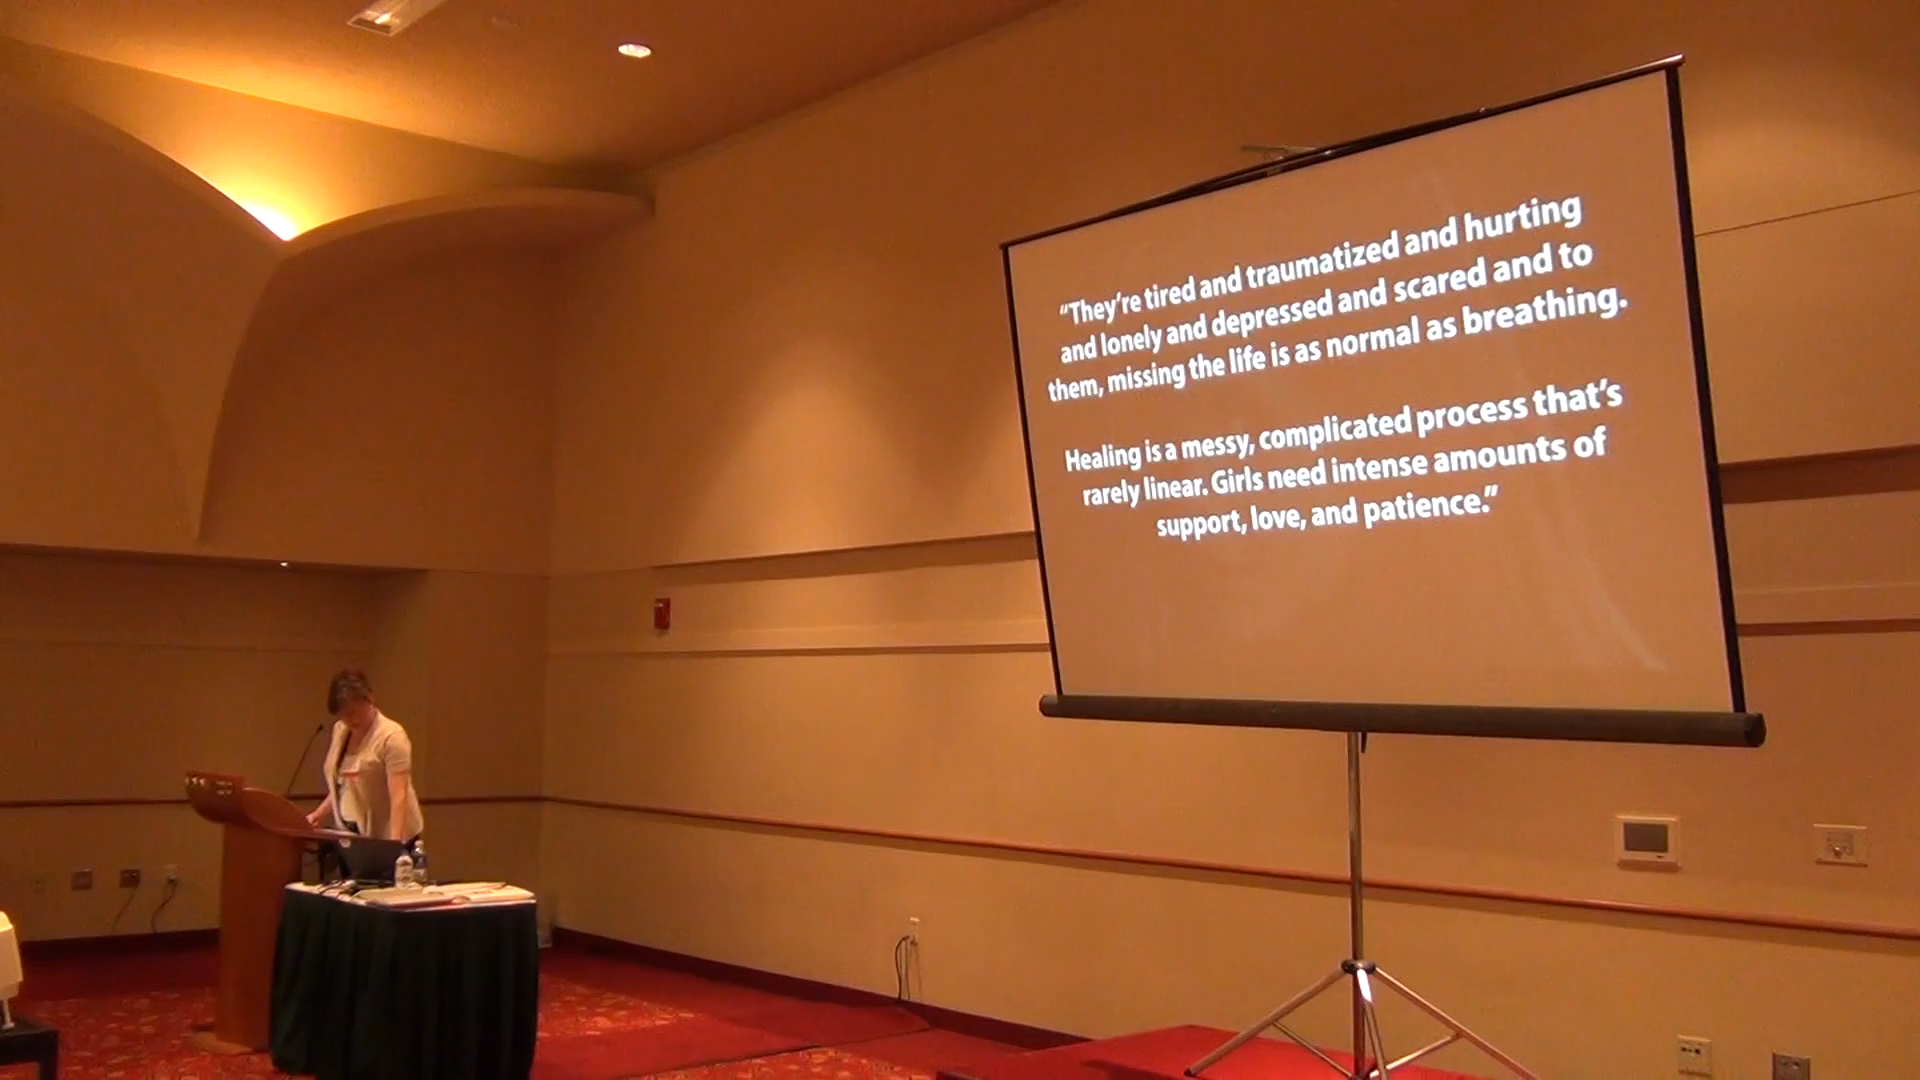 “They’re tired and traumatized and hurting
and lonely and depressed and scared and to
them, missing the life is as normal as breathing.
Healing is a messy, complicated process that’s
rarely linear. Girls need intense amounts of
support, love, and patience.”